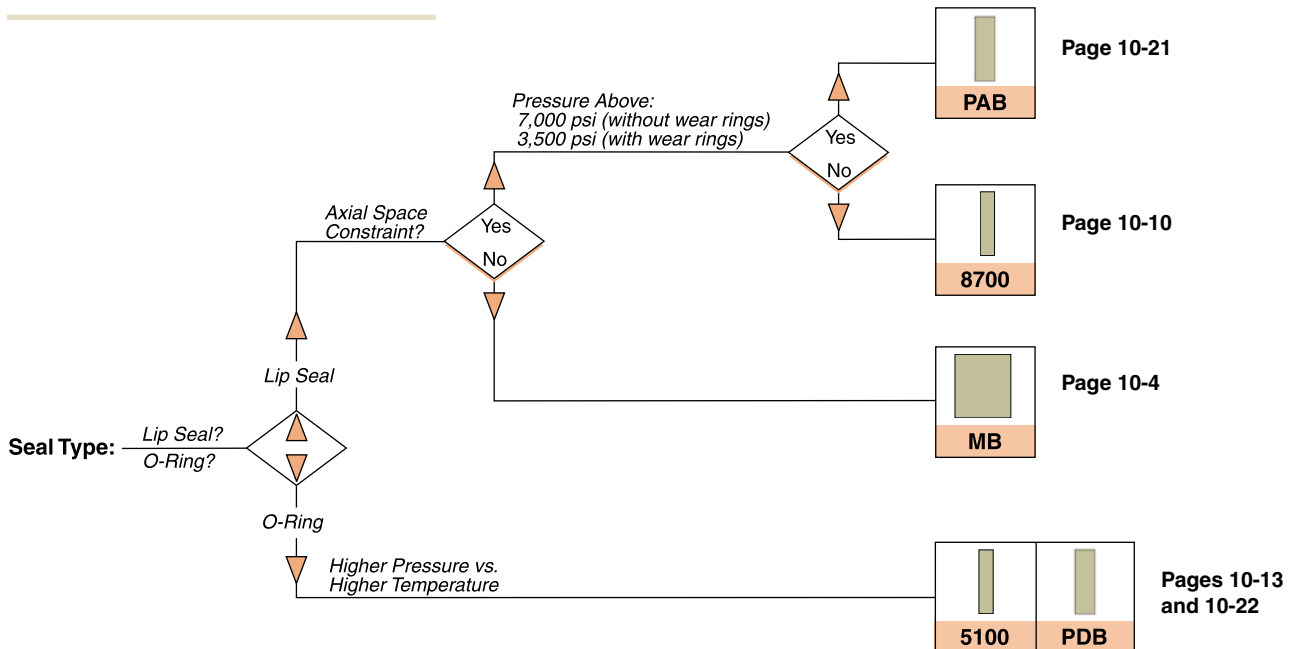 Page 10-21
PAB
Pressure Above:
7,000 psi (without wear rings)
3,500 psi (with wear rings)
Yes
No
Page 10-10
8700
Axial Space
Constraint?
Yes
No
Page 10-4
MB
Lip Seal
Seal Type:
Lip Seal?
O-Ring?
O-Ring
Higher Pressure vs.
Higher Temperature
5100
PDB
Pages 10-13
and 10-22